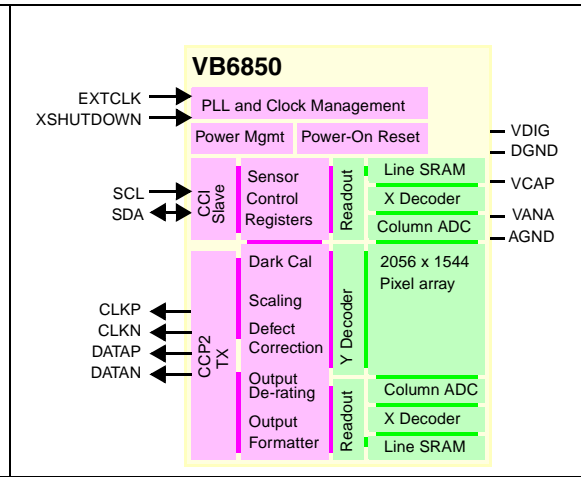 VB6850
EXTCLK
XSHUTDOWN
PLL and Clock Management
Power Mgmt
Power-On Reset
VDIG
DGND
VCAP
VANA
AGND
SCL
SDA
CCI
Slave
Sensor
Control
Registers
Readout
Line SRAM
X Decoder
Column ADC
CLKP
CLKN
DATAP
DATAN
CCP2
TX
Dark Cal
Scaling
Defect
Correction
Output
De-rating
Output
Formatter
Y Decoder
2056 x 1544
Pixel array
Readout
Column ADC
X Decoder
Line SRAM